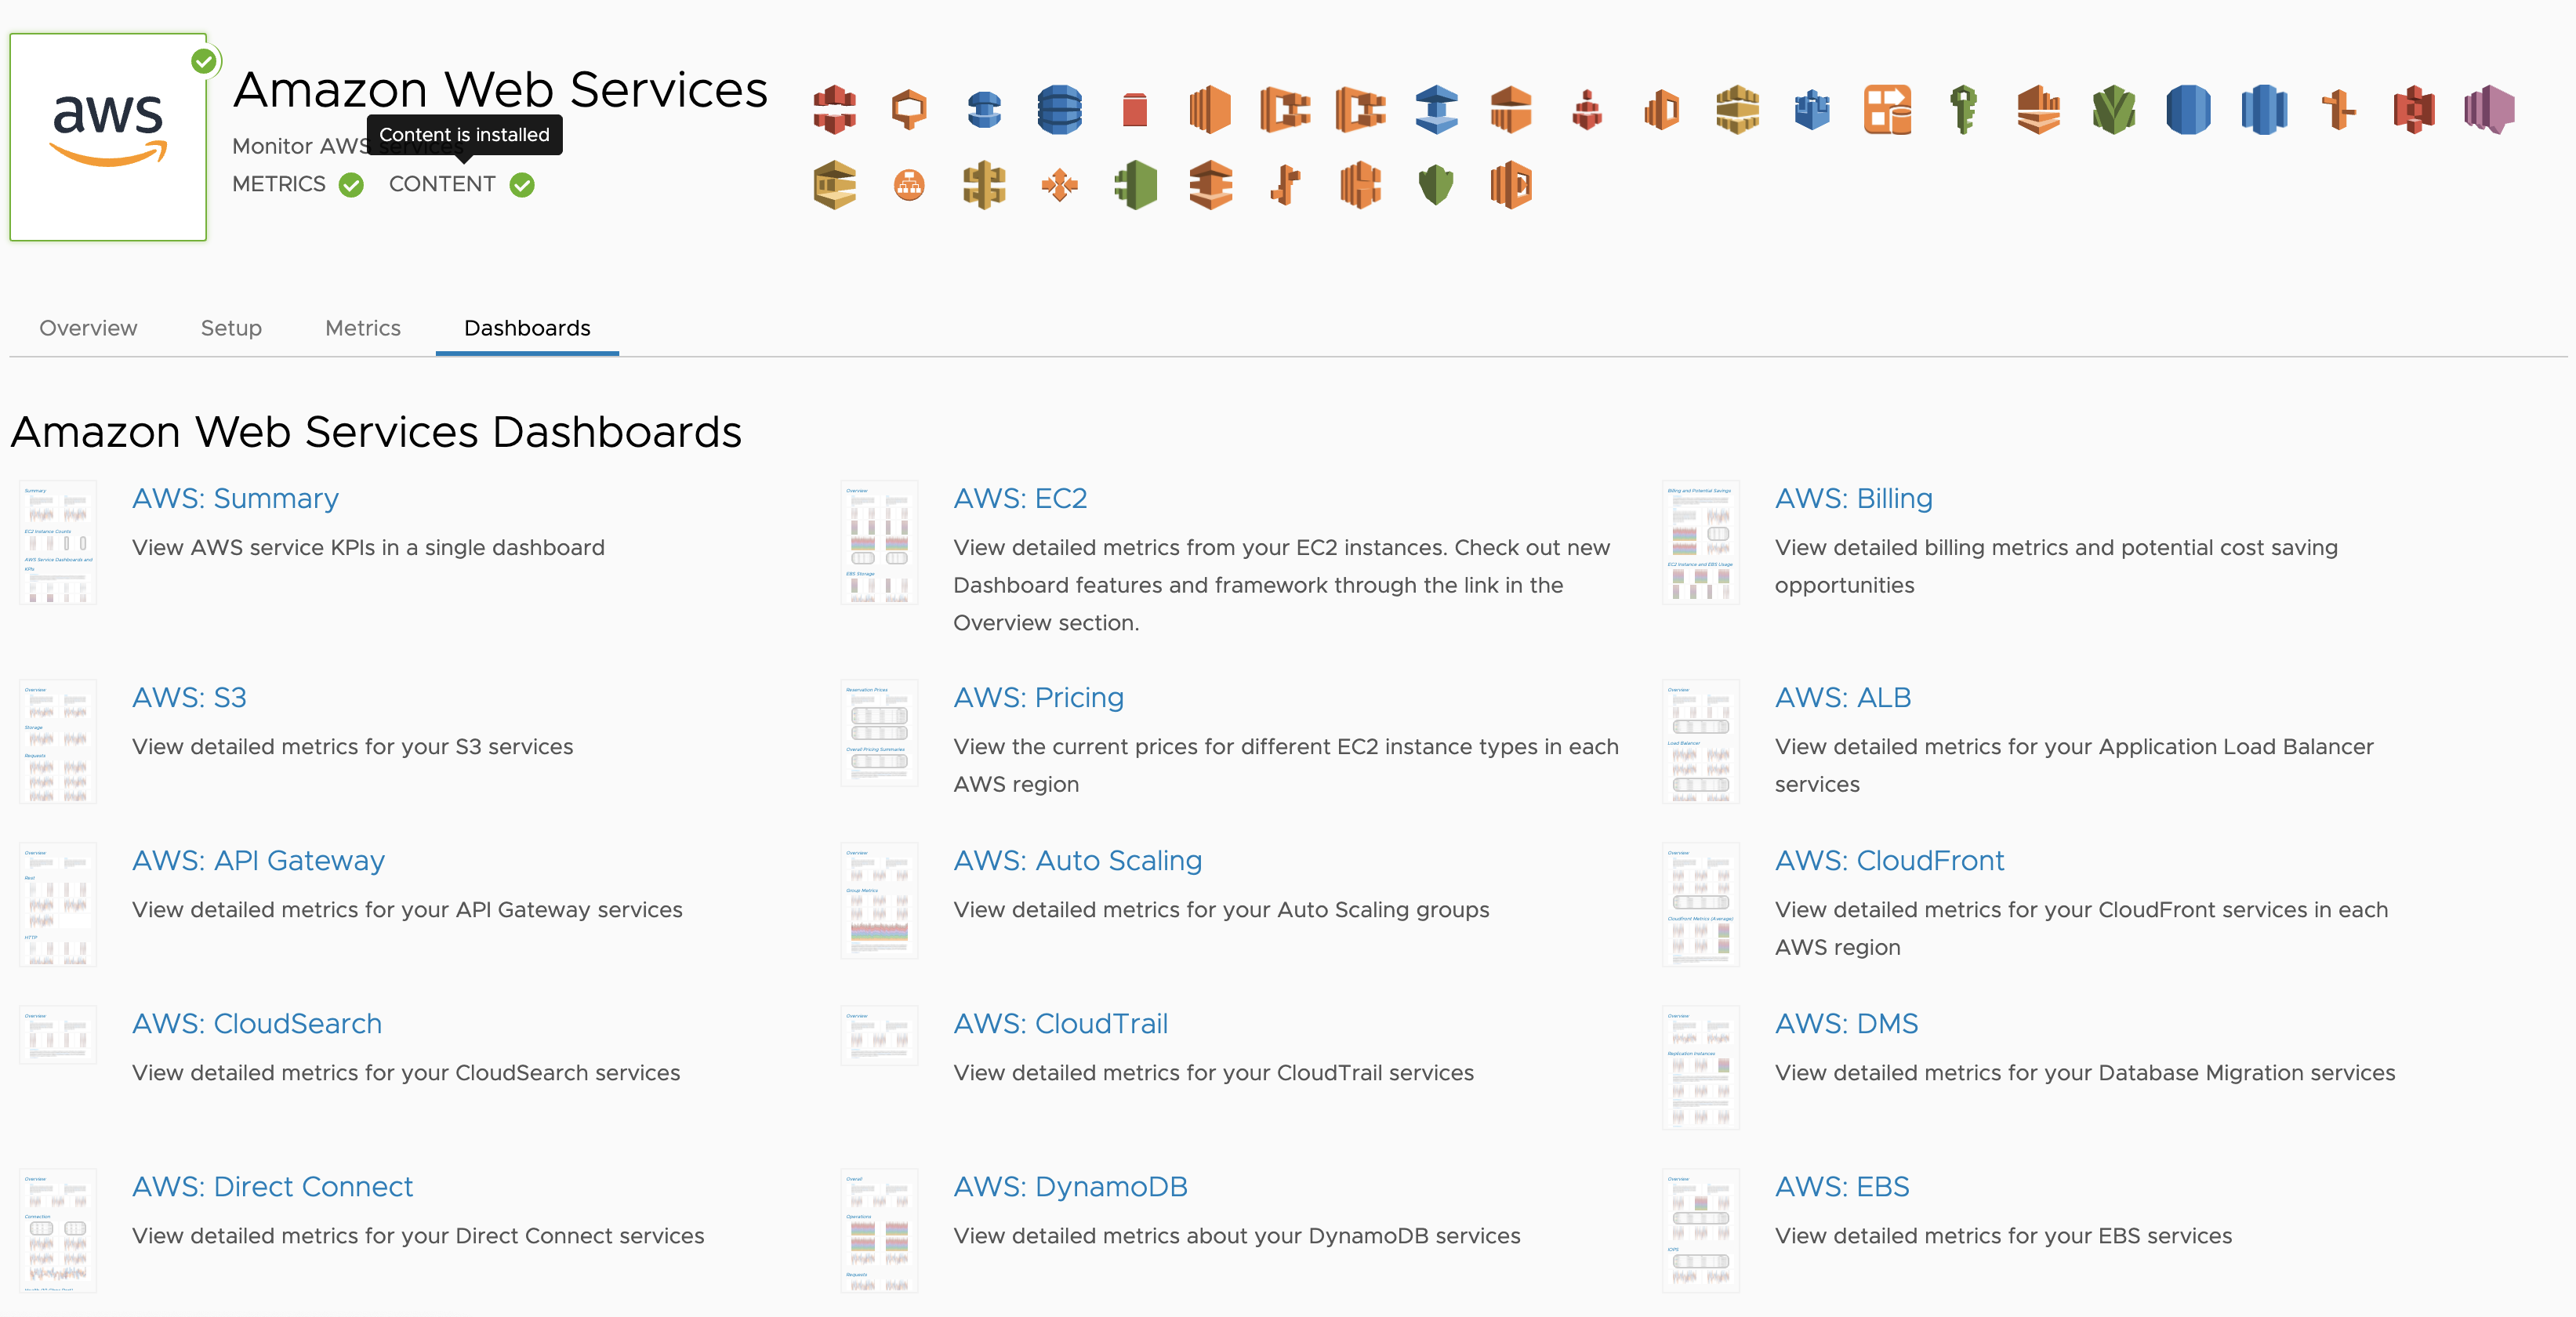 aws
Amazon Web Services
Content is installed
Monitor AWS services
METRICS
CONTENT
Overview
Setup
Metrics
Dashboards
Amazon Web Services Dashboards
AWS: Summary
View AWS service KPIs in a single dashboard
AWS: EC2
View detailed metrics from your EC2 instances. Check out new
Dashboard features and framework through the link in the
Overview section.
AWS: Billing
View detailed billing metrics and potential cost saving
opportunities
AWS: S3
View detailed metrics for your S3 services
AWS: Pricing
View the current prices for different EC2 instance types in each
AWS region
AWS: ALB
View detailed metrics for your Application Load Balancer
services
AWS: API Gateway
View detailed metrics for your API Gateway services
AWS: Auto Scaling
View detailed metrics for your Auto Scaling groups
AWS: CloudFront
View detailed metrics for your CloudFront services in each
AWS region
AWS: CloudSearch
View detailed metrics for your CloudSearch services
AWS: CloudTrail
View detailed metrics for your CloudTrail services
AWS: DMS
View detailed metrics for your Database Migration services
AWS: Direct Connect
View detailed metrics for your Direct Connect services
AWS: DynamoDB
View detailed metrics about your DynamoDB services
AWS: EBS
View detailed metrics for your EBS services